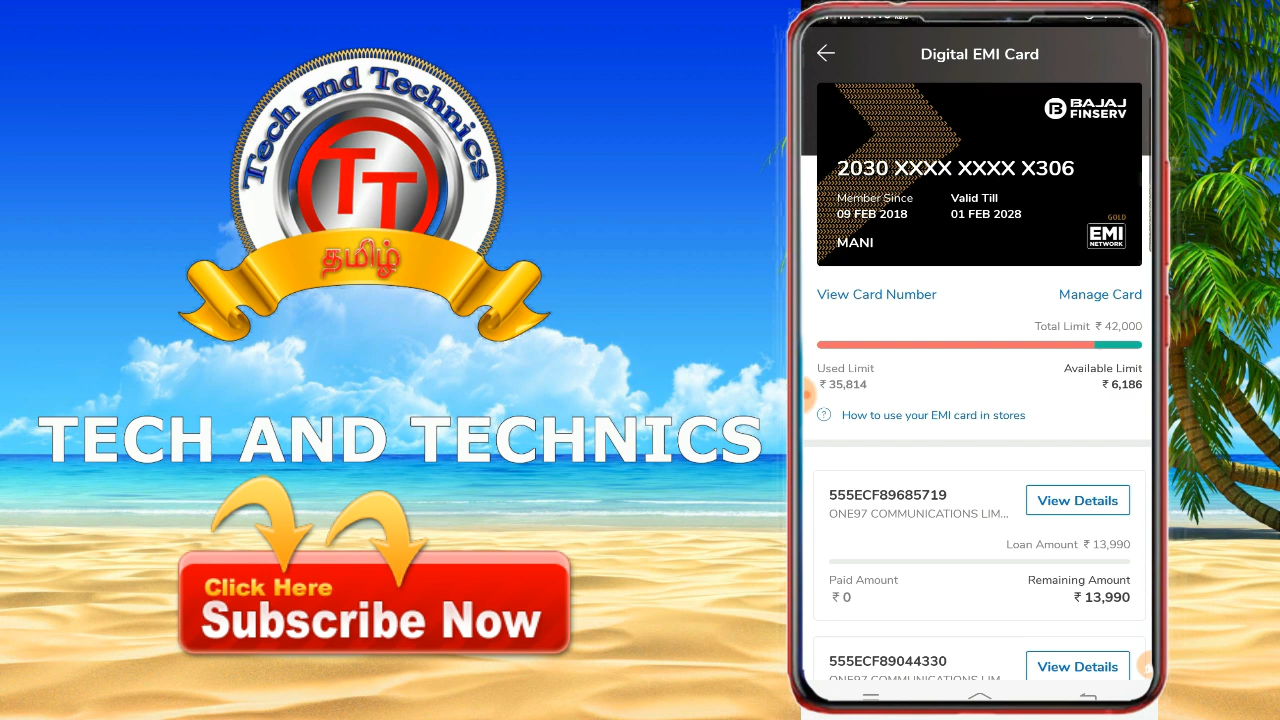 Tech and Technics
TT
தமிழ்
TECH AND TECHNICS
Click Here
Subscribe Now
Digital EMI Card
BAJAJ
FINSERV
2030 XXXX XXXX X306
Member Since
09 FEB 2018
Valid Till
01 FEB 2028
MANI
GOLD
EMI
NETWORK
View Card Number
Manage Card
Total Limit ₹ 42,000
Used Limit
₹ 35,814
Available Limit
₹ 6,186
? How to use your EMI card in stores
555ECF89685719
ONE97 COMMUNICATIONS LIM...
View Details
Loan Amount ₹ 13,990
Paid Amount
₹ 0
Remaining Amount
₹ 13,990
555ECF89044330
ONE97 COMMUNICATIONS LIM
View Details